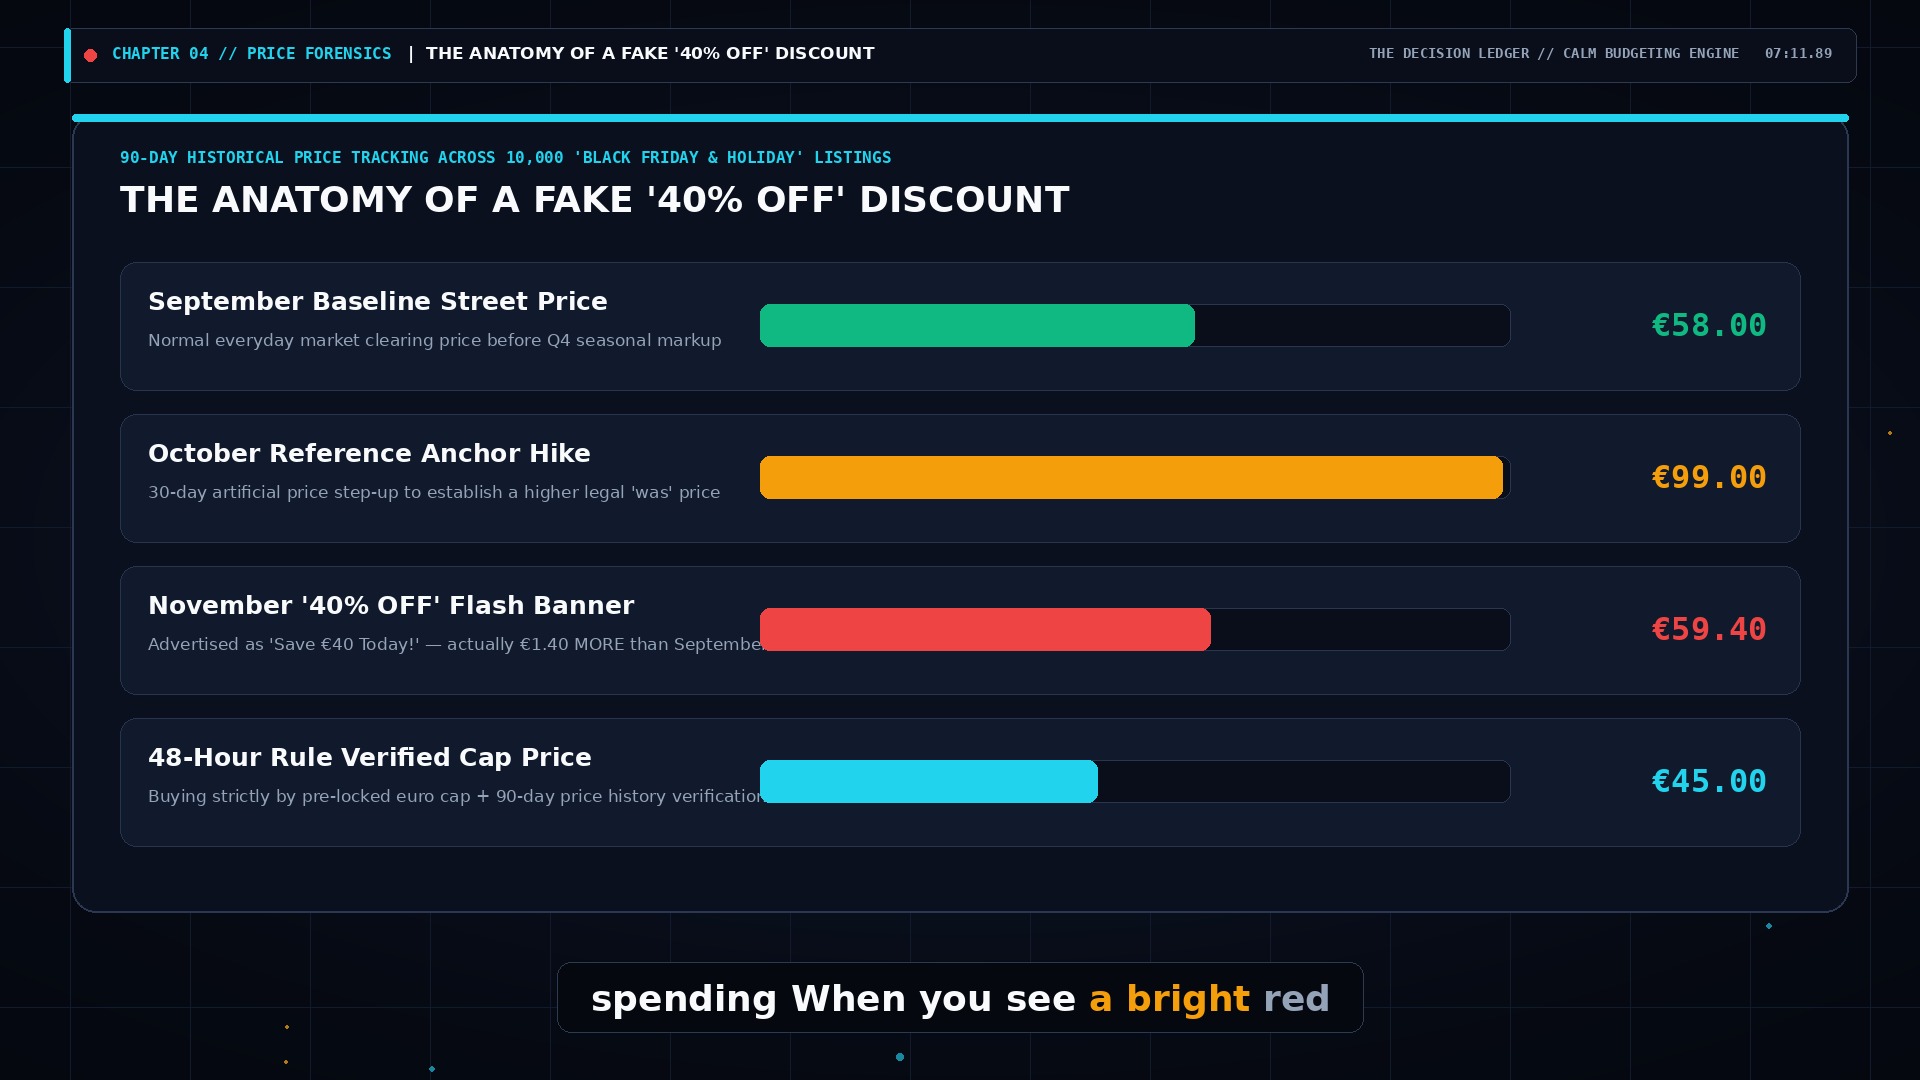 CHAPTER 04 // PRICE FORENSICS | THE ANATOMY OF A FAKE '40% OFF' DISCOUNT
THE DECISION LEDGER // CALM BUDGETING ENGINE 07:11.89
90-DAY HISTORICAL PRICE TRACKING ACROSS 10,000 'BLACK FRIDAY & HOLIDAY' LISTINGS
THE ANATOMY OF A FAKE '40% OFF' DISCOUNT
September Baseline Street Price
Normal everyday market clearing price before Q4 seasonal markup
€58.00
October Reference Anchor Hike
30-day artificial price step-up to establish a higher legal 'was' price
€99.00
November '40% OFF' Flash Banner
Advertised as 'Save €40 Today!' — actually €1.40 MORE than September
€59.40
48-Hour Rule Verified Cap Price
Buying strictly by pre-locked euro cap + 90-day price history verification
€45.00
spending When you see a bright red